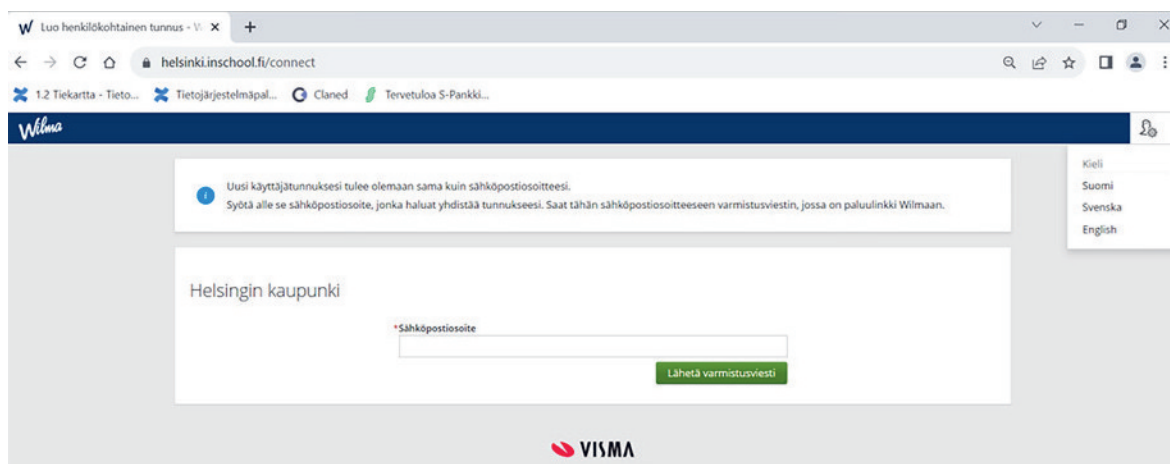 Luo henkilökohtainen tunnus - W
helsinki.inschool.fi/connect
1.2 Tiekartta - Tieto...
Tietojärjestelmäpal...
Claned
Tervetuloa S-Pankki...
Wilma
Kieli
Suomi
Svenska
English
Uusi käyttäjätunnuksesi tulee olemaan sama kuin sähköpostiosoitteesi.
Syötä alle se sähköpostiosoite, jonka haluat yhdistää tunnukseesi. Saat tähän sähköpostiosoitteeseen varmistusviestin, jossa on paluulinkki Wilmaan.
Helsingin kaupunki
*Sähköpostiosoite
Lähetä varmistusviesti
VISMA